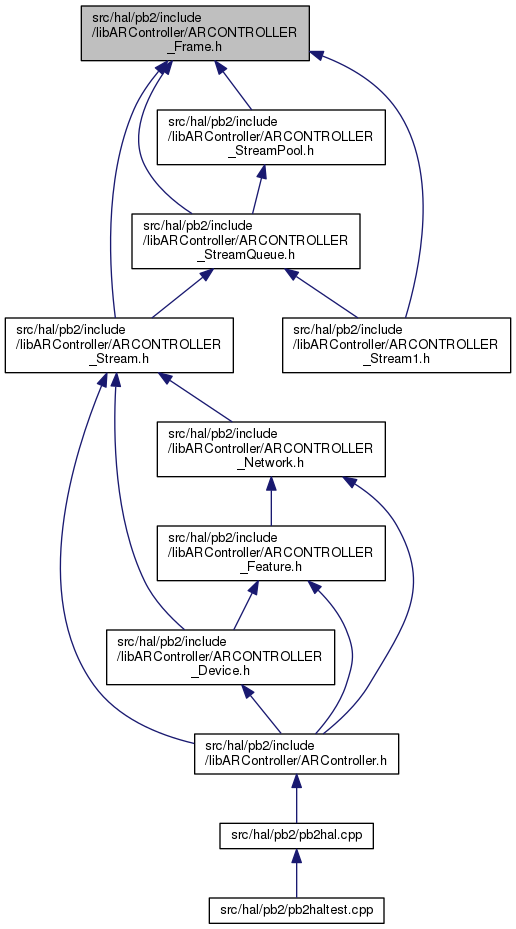 src/hal/pb2/include
/libARController/ARCONTROLLER
_Frame.h
src/hal/pb2/include
/libARController/ARCONTROLLER
_StreamPool.h
src/hal/pb2/include
/libARController/ARCONTROLLER
_StreamQueue.h
src/hal/pb2/include
/libARController/ARCONTROLLER
_Stream.h
src/hal/pb2/include
/libARController/ARCONTROLLER
_Stream1.h
src/hal/pb2/include
/libARController/ARCONTROLLER
_Network.h
src/hal/pb2/include
/libARController/ARCONTROLLER
_Feature.h
src/hal/pb2/include
/libARController/ARCONTROLLER
_Device.h
src/hal/pb2/include
/libARController/ARController.h
src/hal/pb2/pb2hal.cpp
src/hal/pb2/pb2haltest.cpp